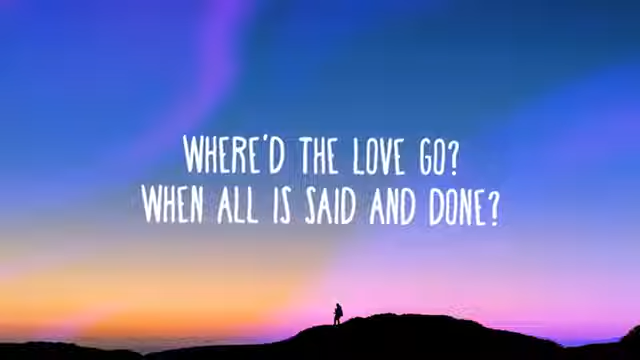 WHERE'D THE LOVE GO?
WHEN ALL IS SAID AND DONE?